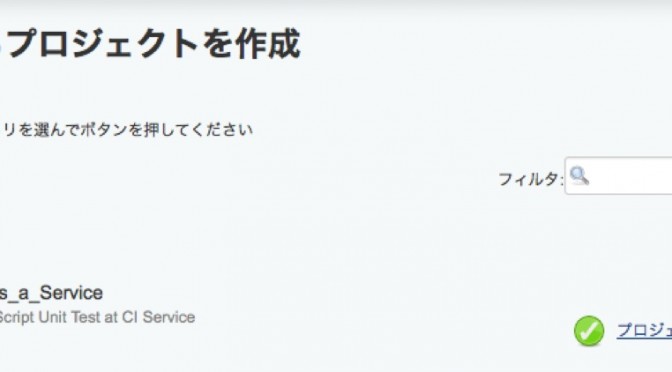 プロジェクトを作成
リを選んでボタンを押してください
フィルタ:
s_a_Service
Script Unit Test at CI Service
プロジェ